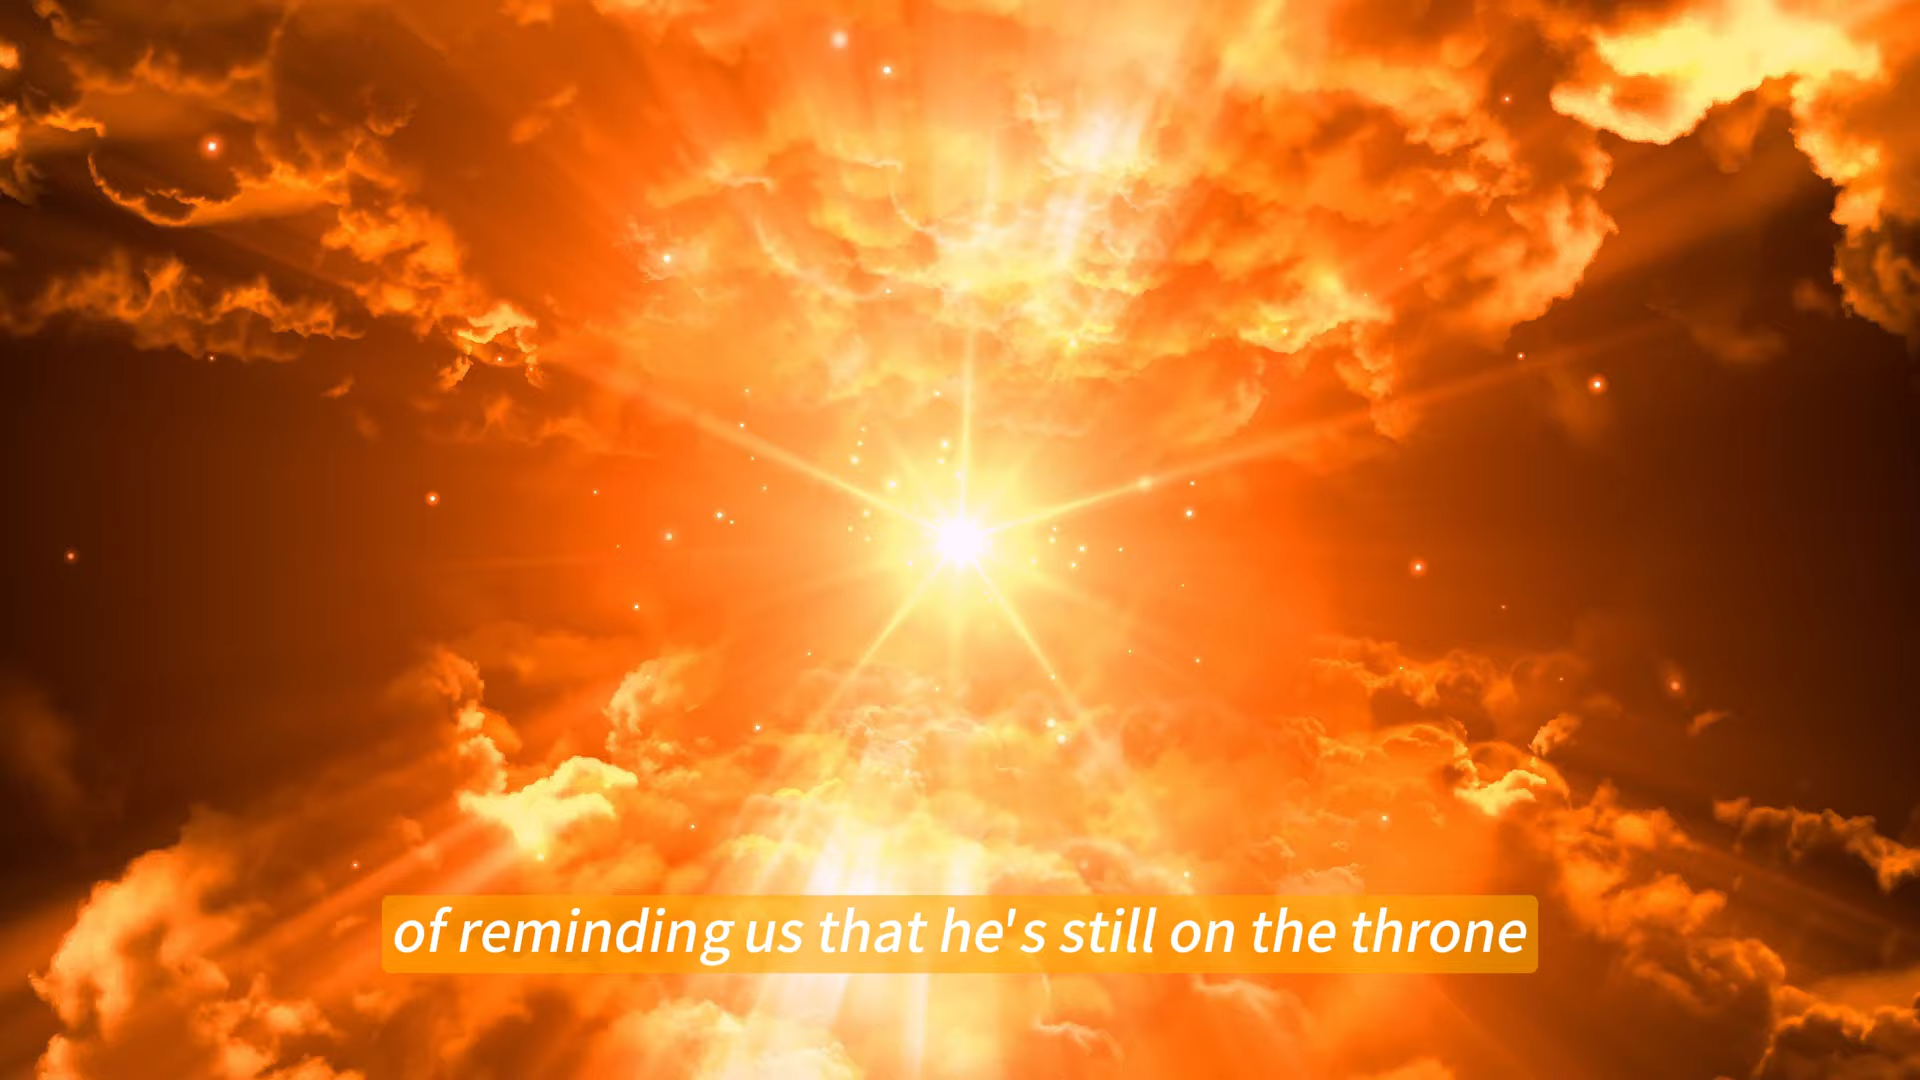 of reminding us that he's still on the throne